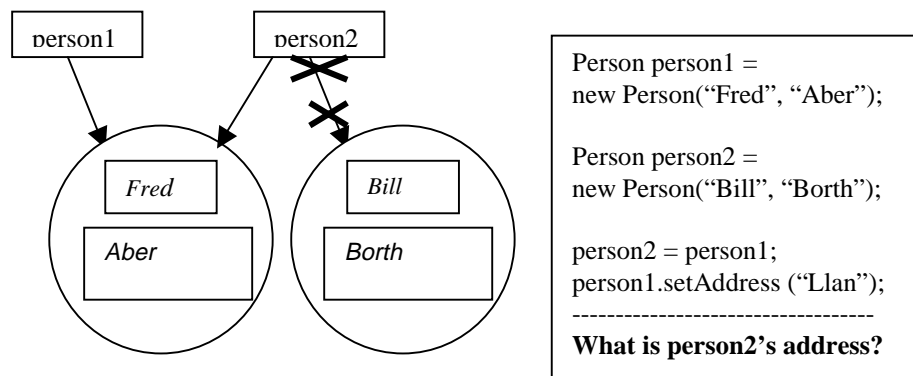 person1
person2
Fred
Aber
Bill
Borth
Person person1 =
new Person(“Fred”, “Aber”);
Person person2 =
new Person(“Bill”, “Borth”);
person2 = person1;
person1.setAddress (“Llan”);
-----------------------------------
What is person2’s address?